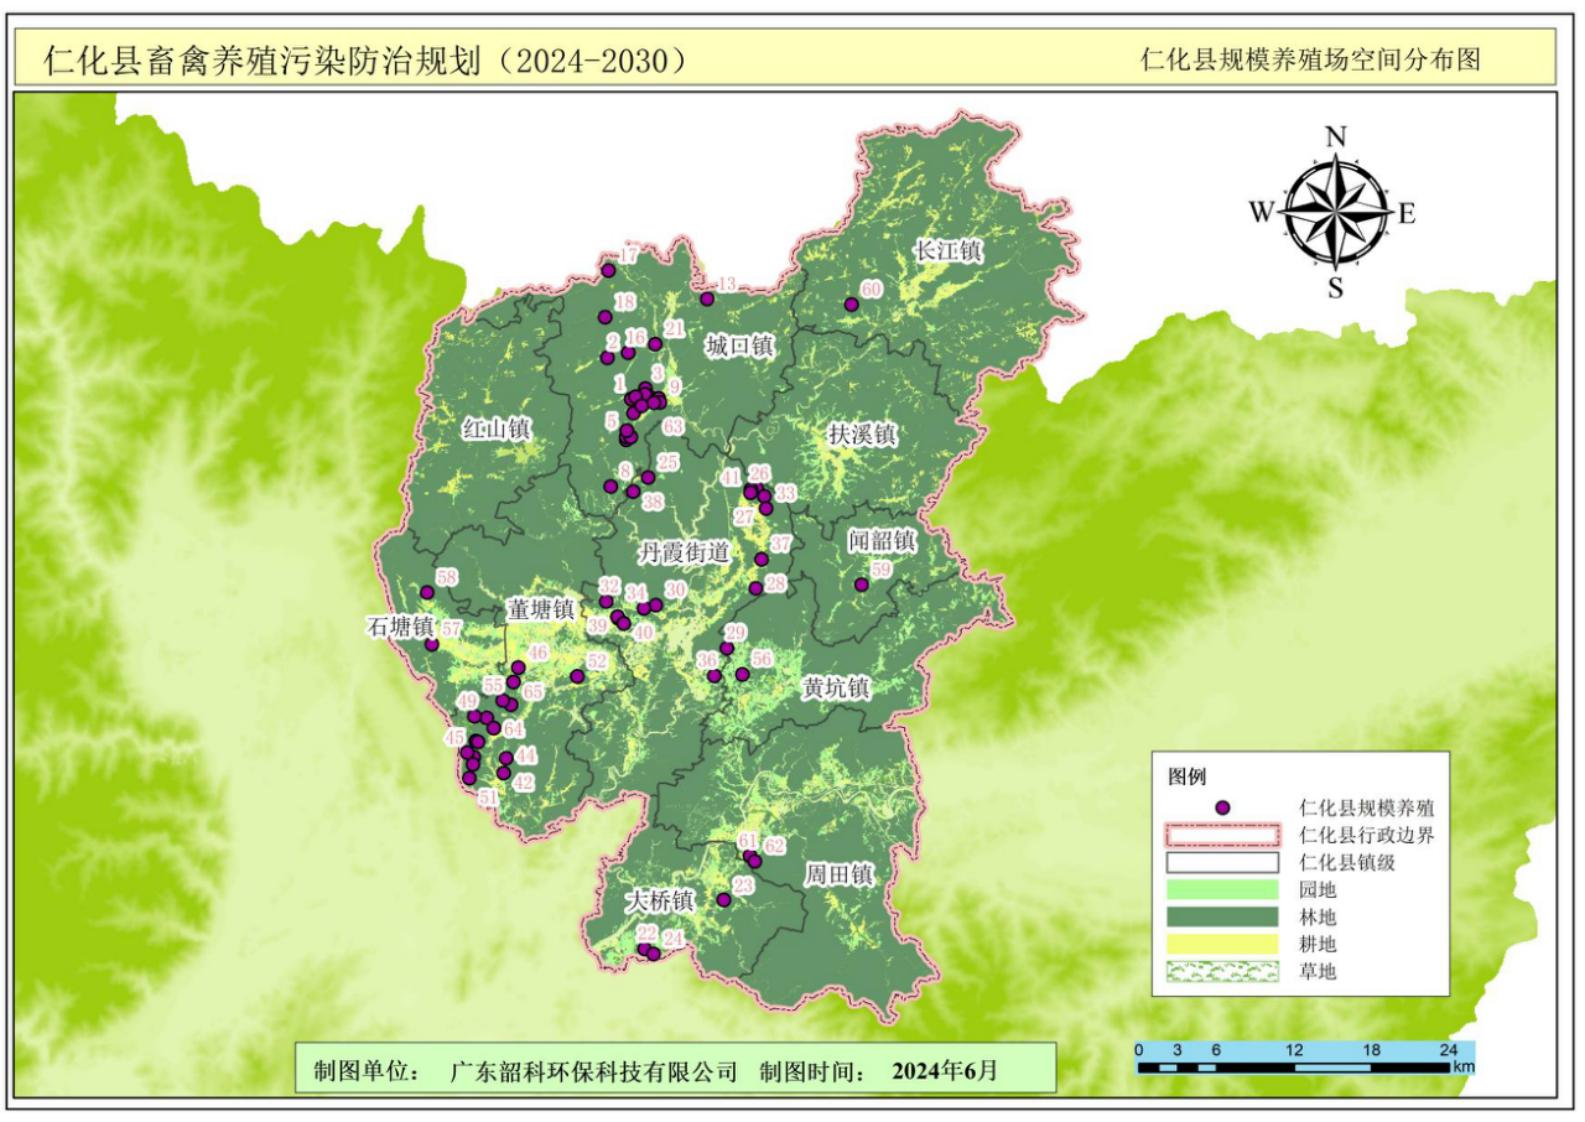 仁化县畜禽养殖污染防治规划（2024-2030）
仁化县规模养殖场空间分布图
N
W
E
S
长江镇
17
13
60
18
21
16
2
城口镇
3
1
9
红山镇
5
63
扶溪镇
8
25
41
26
38
33
27
丹霞街道
闻韶镇
37
58
59
28
32
34
30
董塘镇
石塘镇
57
39
40
29
46
52
36
56
55
65
黄坑镇
49
64
45
44
42
51
61
62
周田镇
23
大桥镇
22
24
图例
仁化县规模养殖
仁化县行政边界
仁化县镇级
园地
林地
耕地
草地
0 3 6 12 18 24
km
制图单位： 广东韶科环保科技有限公司 制图时间： 2024年6月